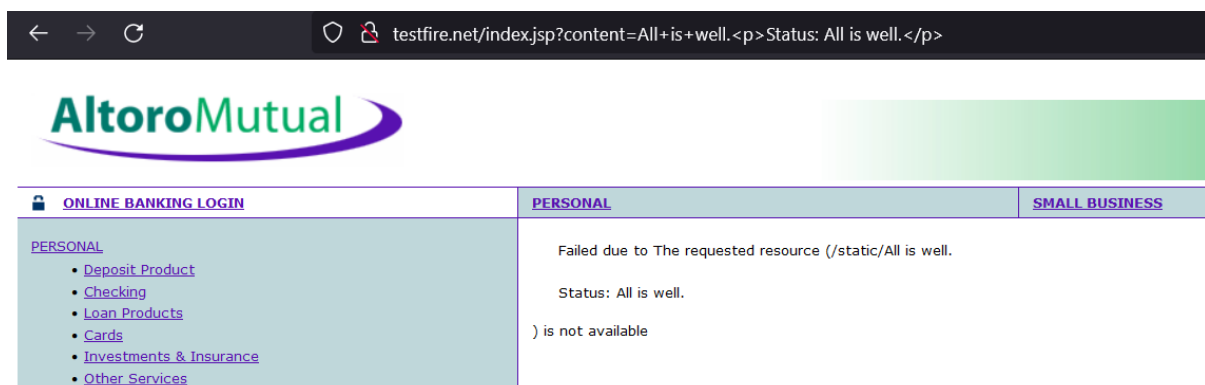 testfire.net/index.jsp?content=All+is+well.<p>Status: All is well.</p>
AltoroMutual
ONLINE BANKING LOGIN
PERSONAL
SMALL BUSINESS
PERSONAL
• Deposit Product
• Checking
• Loan Products
• Cards
• Investments & Insurance
• Other Services
Failed due to The requested resource (/static/All is well.
Status: All is well.
) is not available